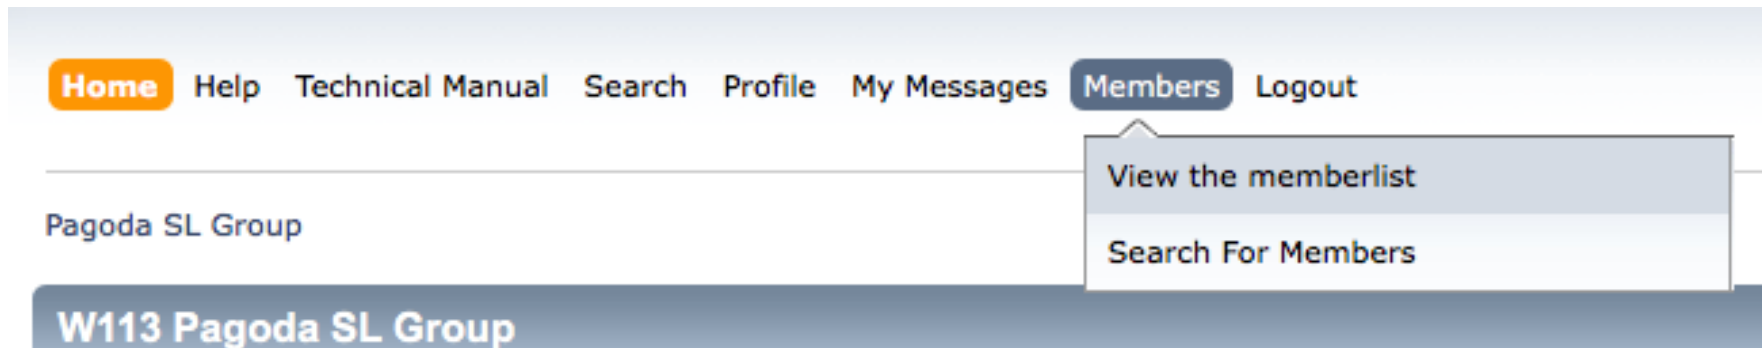 Home Help Technical Manual Search Profile My Messages Members Logout
View the memberlist
Pagoda SL Group
Search For Members
W113 Pagoda SL Group